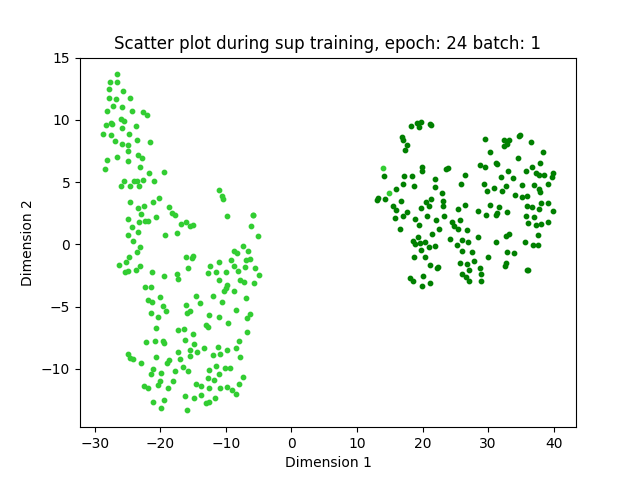 Scatter plot during sup training, epoch: 24 batch: 1
15
10
5
0
−5
−10
Dimension 2
−30 −20 −10 0 10 20 30 40
Dimension 1